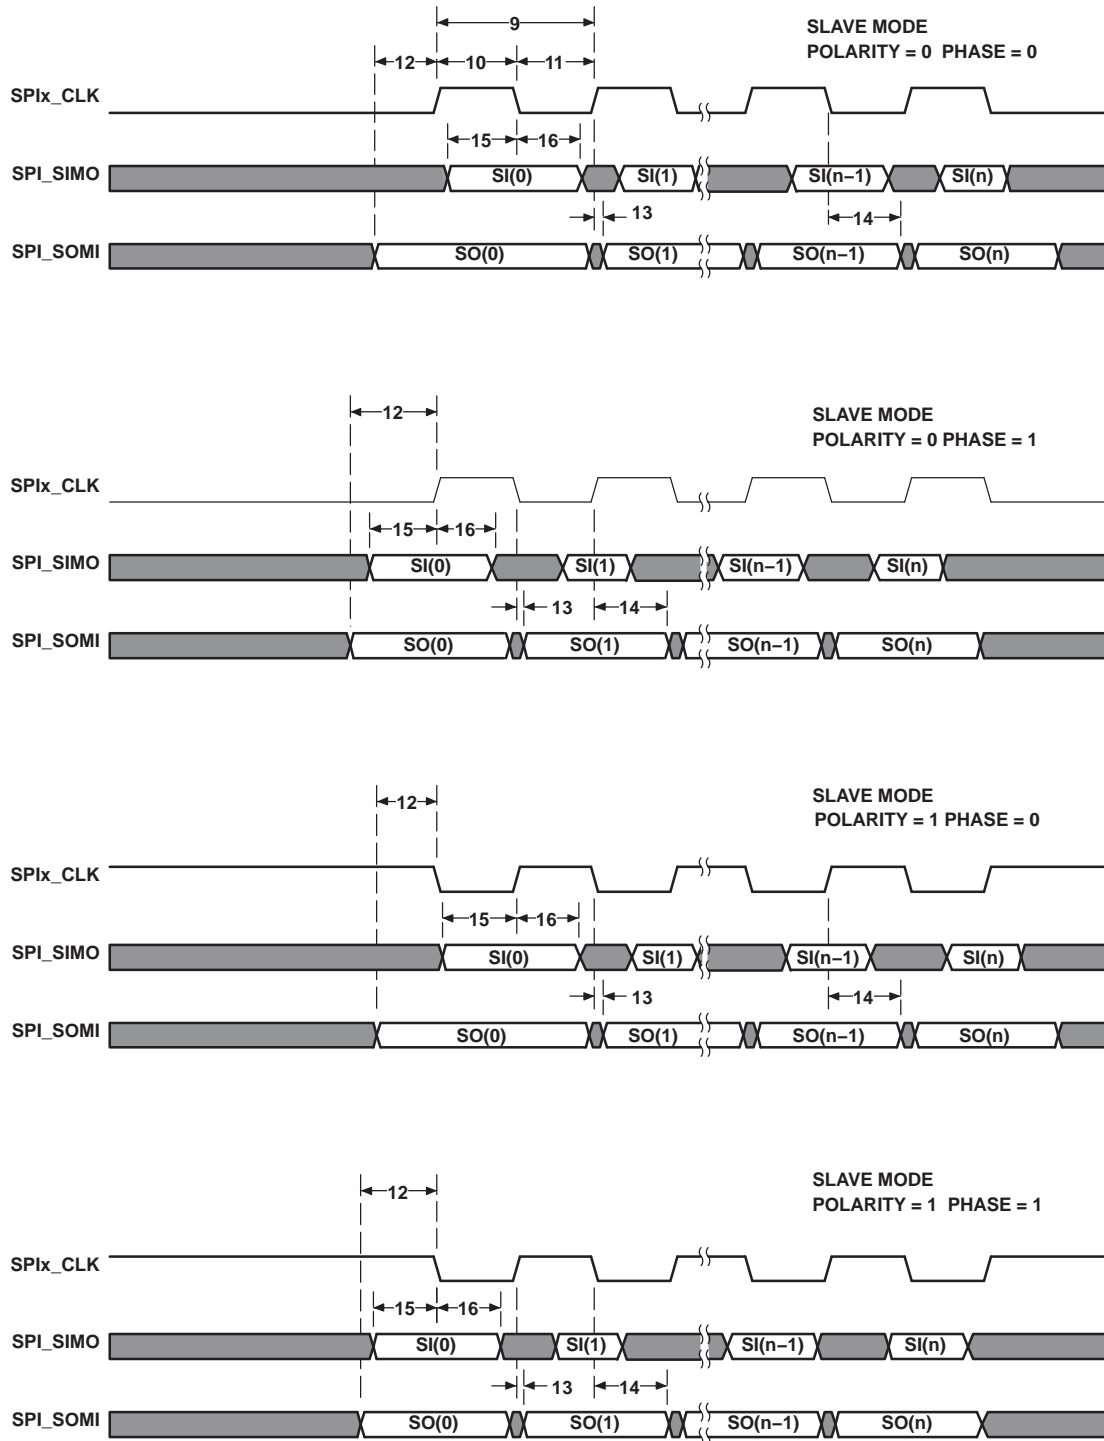 9
SLAVE MODE
POLARITY = 0 PHASE = 0
12 10 11
SPIx_CLK
15 16
SPI_SIMO SI(0) SI(1) SI(n−1) SI(n)
13 14
SPI_SOMI SO(0) SO(1) SO(n−1) SO(n)
12
SLAVE MODE
POLARITY = 0 PHASE = 1
SPIx_CLK
15 16
SPI_SIMO SI(0) SI(1) SI(n−1) SI(n)
13 14
SPI_SOMI SO(0) SO(1) SO(n−1) SO(n)
SLAVE MODE
12
POLARITY = 1 PHASE = 0
SPIx_CLK
15 16
SPI_SIMO SI(0) SI(1) SI(n−1) SI(n)
13 14
SPI_SOMI SO(0) SO(1) SO(n−1) SO(n)
SLAVE MODE
12
POLARITY = 1 PHASE = 1
SPIx_CLK
15 16
SPI_SIMO SI(0) SI(1) SI(n−1) SI(n)
13 14
SPI_SOMI SO(0) SO(1) SO(n−1) SO(n)